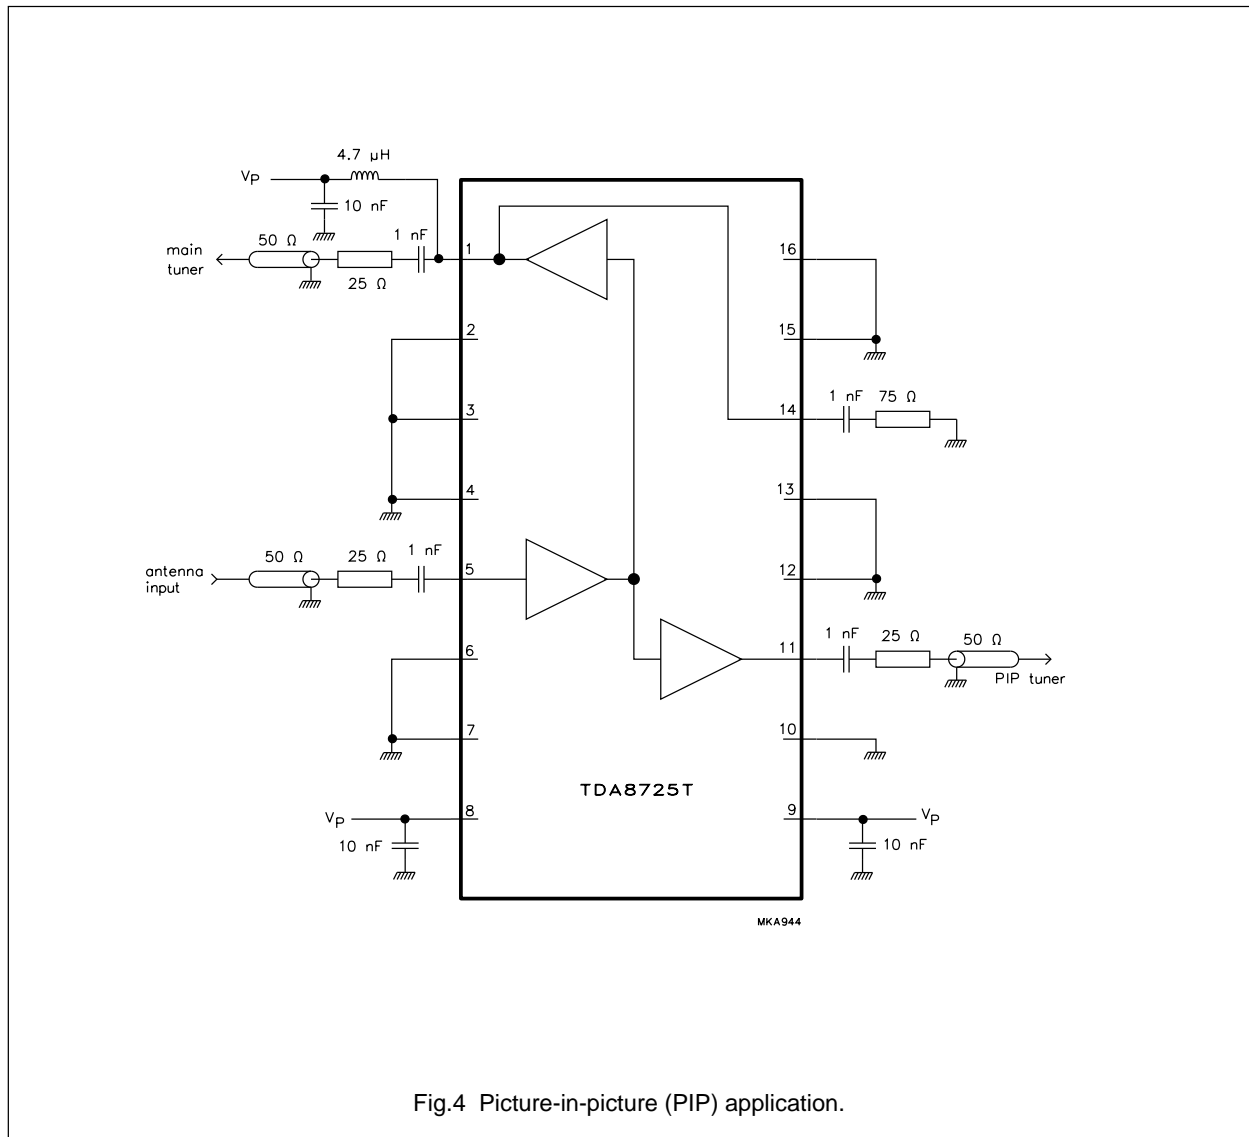 4.7 µH
VP
10 nF
50 Ω
1 nF
main
tuner
25 Ω
1
16
2
15
3
14
1 nF
75 Ω
4
13
antenna
input
50 Ω
25 Ω
1 nF
5
12
6
11
1 nF
25 Ω
50 Ω
PIP tuner
7
10
TDA8725T
VP
8
9
VP
10 nF
10 nF
MKA944
Fig.4 Picture-in-picture (PIP) application.